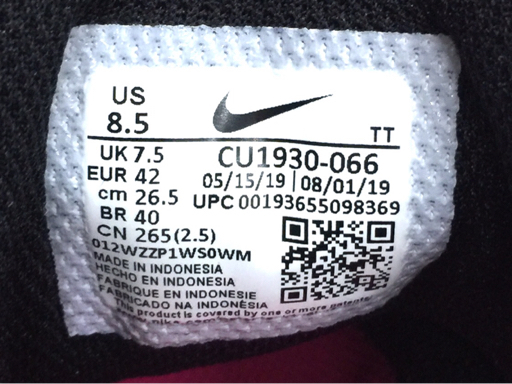 US
8.5
TT
UK 7.5
EUR 42
cm 26.5
BR 40
CN 265(2.5)
CU1930-066
05/15/19 | 08/01/19
UPC 00193655098369
012WZZP1WS0WM
MADE IN INDONESIA
HECHO EN INDONESIA
FABRIQUE EN INDONESIE
FABRICADO NA INDONÉSIA
This product is covered by one or more patents